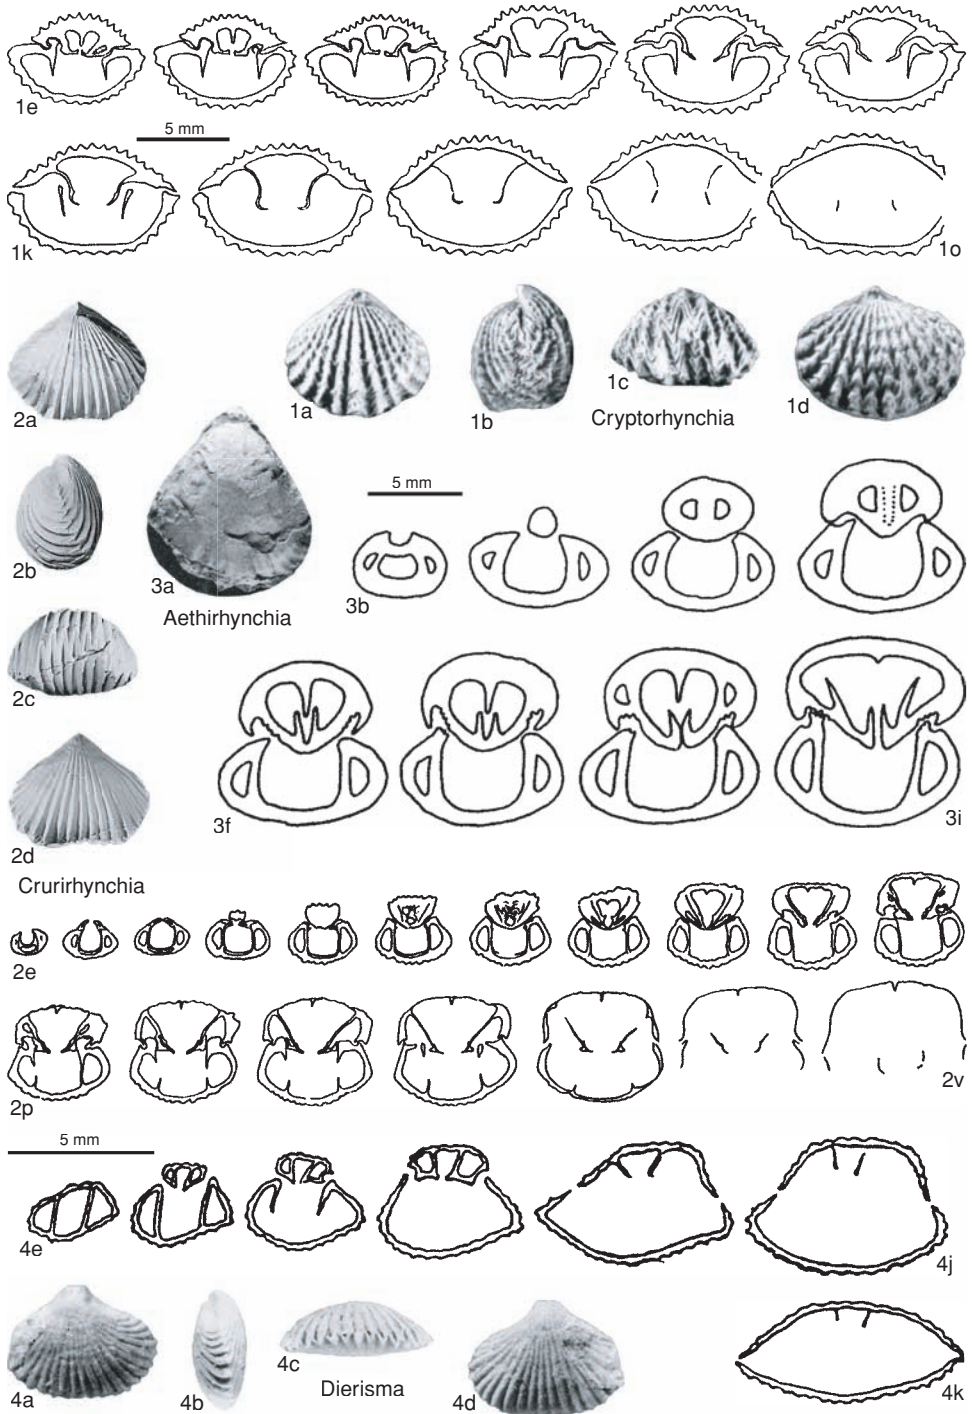 1e
5 mm
1k
1o
2a
1a
1b
1c
1d
Cryptorhynchia
2b
3a
5 mm
3b
Aethirhynchia
2c
2d
3f
3i
Crurirhynchia
2e
2p
2v
5 mm
4e
4j
4a
4b
4c
Dierisma
4d
4k